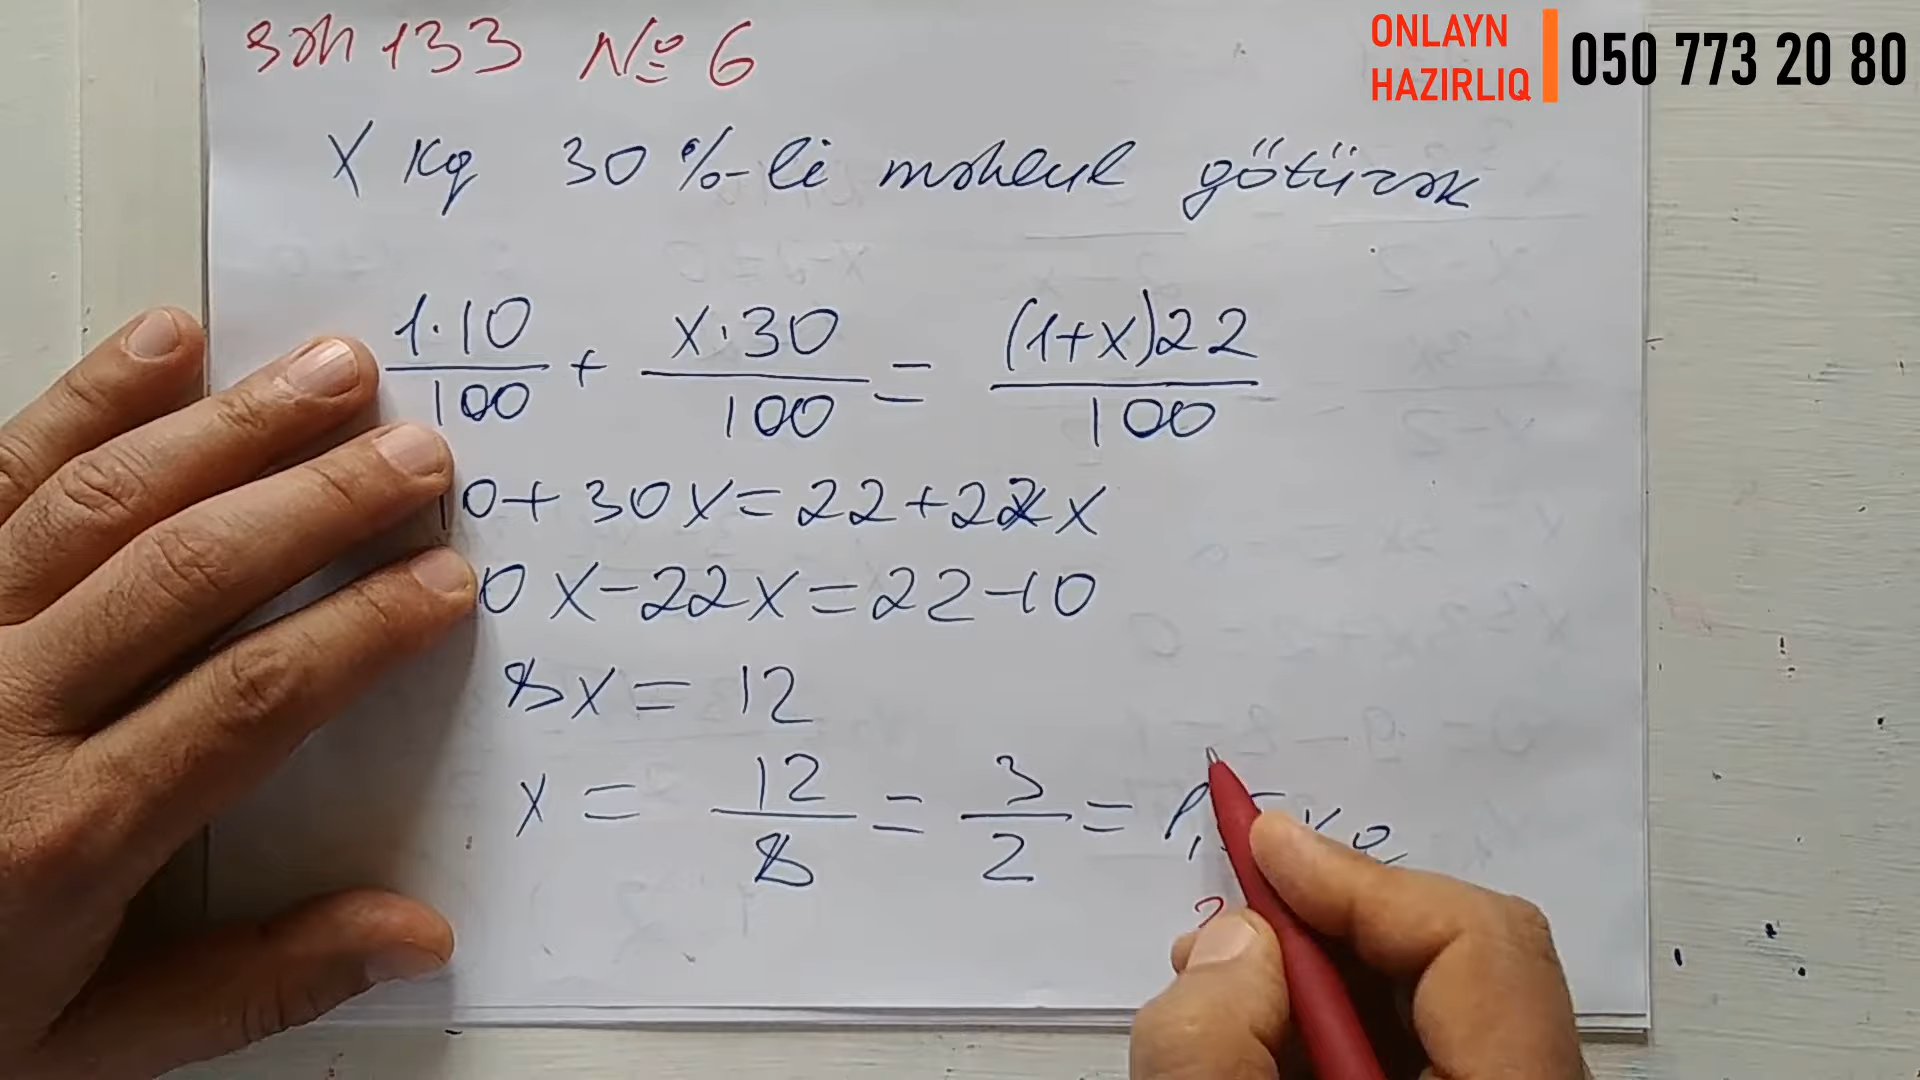 səh 133 № 6
ONLAYN HAZIRLIQ 050 773 20 80
X kq 30 %-li məhlul götürək
1·10/100 + x·30/100 = (1+x)22/100
10+30x=22+22x
0x-22x=22-10
8x = 12
x = 12/8 = 3/2 =